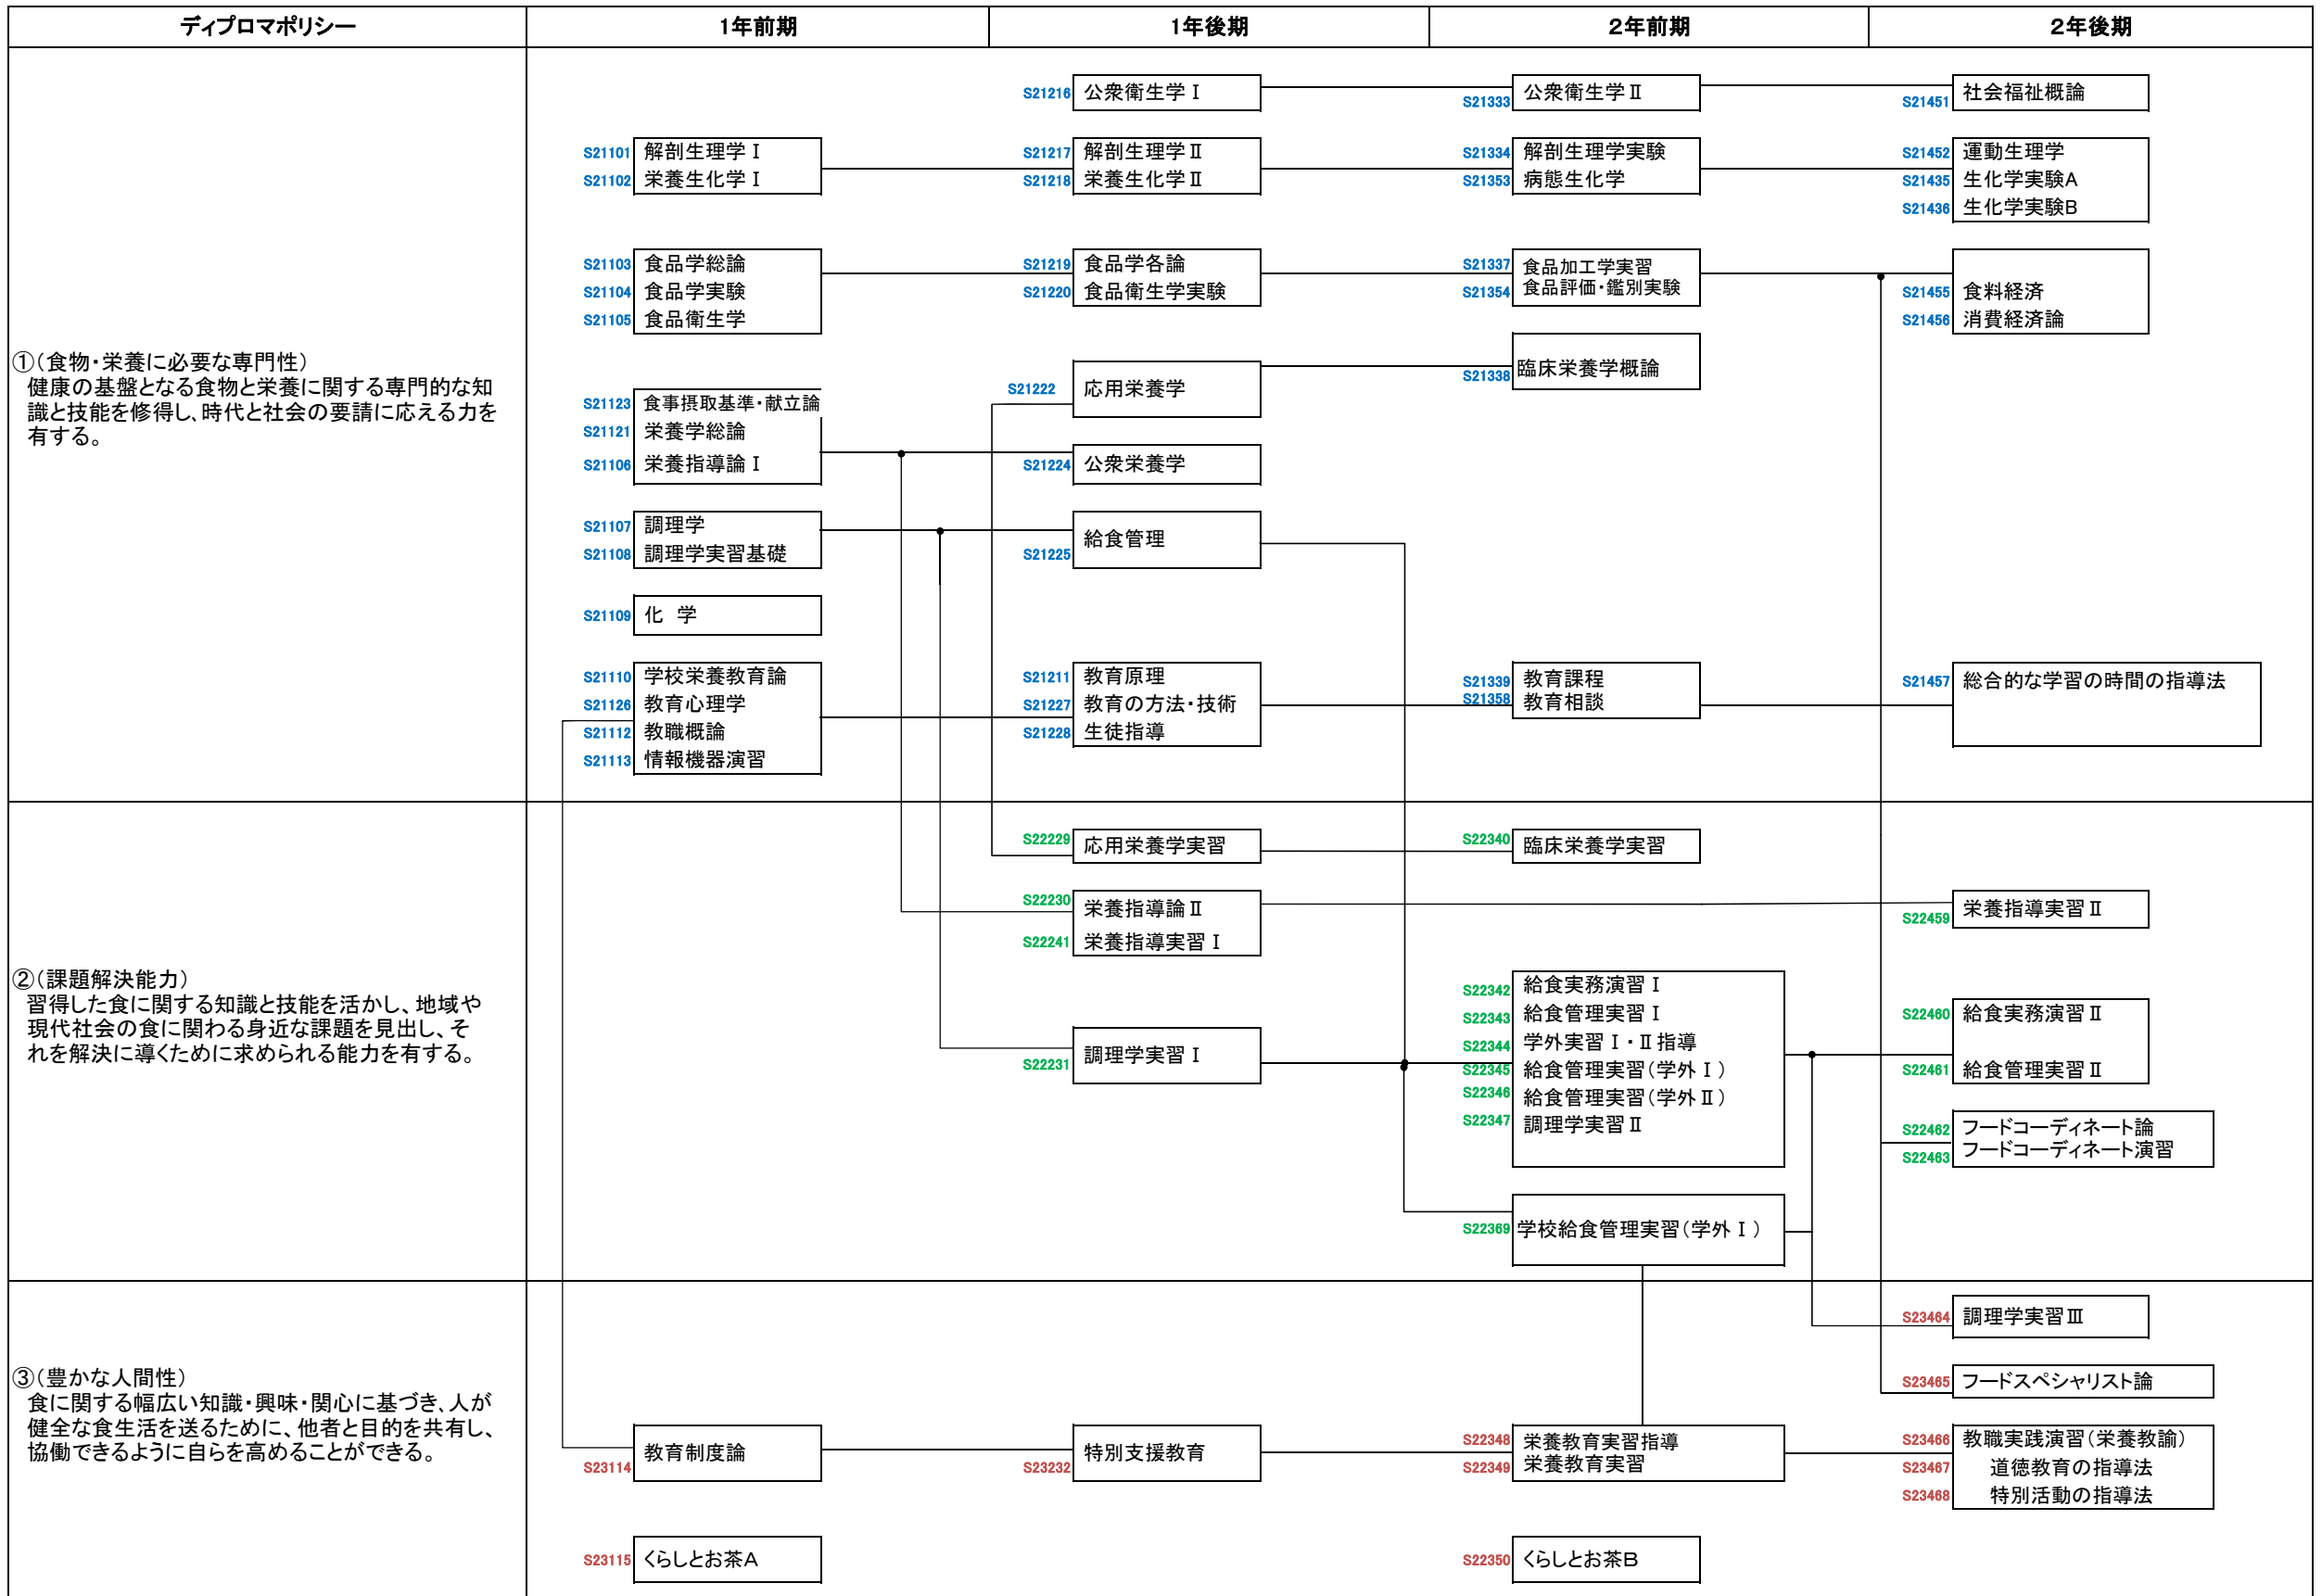 ディプロマポリシー 1年前期 1年後期 2年前期 2年後期
①(食物・栄養に必要な専門性)
健康の基盤となる食物と栄養に関する専門的な知
識と技能を修得し、時代と社会の要請に応える力を
有する。
S21216 公衆衛生学Ⅰ
S21333 公衆衛生学Ⅱ
S21451 社会福祉概論
S21101 解剖生理学Ⅰ
S21102 栄養生化学Ⅰ
S21217 解剖生理学Ⅱ
S21218 栄養生化学Ⅱ
S21334 解剖生理学実験
S21353 病態生化学
S21452 運動生理学
S21435 生化学実験A
S21436 生化学実験B
S21103 食品学総論
S21104 食品学実験
S21105 食品衛生学
S21219 食品学各論
S21220 食品衛生学実験
S21337 食品加工学実習
S21354 食品評価・鑑別実験
S21455 食料経済
S21456 消費経済論
S21123 食事摂取基準・献立論
S21121 栄養学総論
S21106 栄養指導論Ⅰ
S21222 応用栄養学
S21338 臨床栄養学概論
S21224 公衆栄養学
S21107 調理学
S21108 調理学実習基礎
S21225 給食管理
S21109 化 学
S21110 学校栄養教育論
S21126 教育心理学
S21112 教職概論
S21113 情報機器演習
S21211 教育原理
S21227 教育の方法・技術
S21228 生徒指導
S21339 教育課程
S21358 教育相談
S21457 総合的な学習の時間の指導法
②(課題解決能力)
習得した食に関する知識と技能を活かし、地域や
現代社会の食に関わる身近な課題を見出し、そ
れを解決に導くために求められる能力を有する。
S22229 応用栄養学実習
S22340 臨床栄養学実習
S22230 栄養指導論Ⅱ
S22241 栄養指導実習Ⅰ
S22459 栄養指導実習Ⅱ
S22231 調理学実習Ⅰ
S22342 給食実務演習Ⅰ
S22343 給食管理実習Ⅰ
S22344 学外実習Ⅰ・Ⅱ指導
S22345 給食管理実習(学外Ⅰ)
S22346 給食管理実習(学外Ⅱ)
S22347 調理学実習Ⅱ
S22460 給食実務演習Ⅱ
S22461 給食管理実習Ⅱ
S22462 フードコーディネート論
S22463 フードコーディネート演習
S22369 学校給食管理実習(学外Ⅰ)
③(豊かな人間性)
食に関する幅広い知識・興味・関心に基づき、人が
健全な食生活を送るために、他者と目的を共有し、
協働できるように自らを高めることができる。
S23464 調理学実習Ⅲ
S23465 フードスペシャリスト論
S23114 教育制度論
S23232 特別支援教育
S22348 栄養教育実習指導
S22349 栄養教育実習
S23466 教職実践演習(栄養教諭)
S23467 道徳教育の指導法
S23468 特別活動の指導法
S23115 くらしとお茶A
S22350 くらしとお茶B